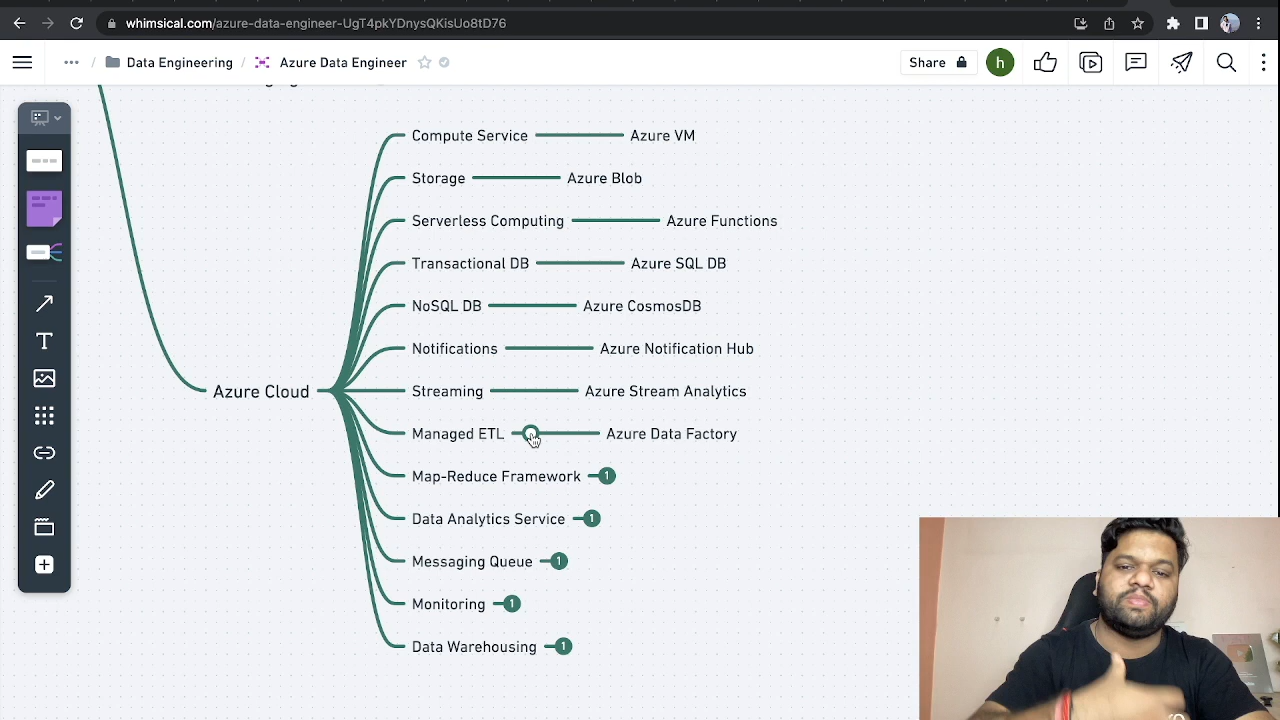 whimsical.com/azure-data-engineer-UgT4pkYDnysQKisUo8tD76
... / Data Engineering / Azure Data Engineer
Share
h
Compute Service Azure VM
Storage Azure Blob
Serverless Computing Azure Functions
Transactional DB Azure SQL DB
NoSQL DB Azure CosmosDB
Notifications Azure Notification Hub
Azure Cloud
Streaming Azure Stream Analytics
Managed ETL Azure Data Factory
Map-Reduce Framework 1
Data Analytics Service 1
Messaging Queue 1
Monitoring 1
Data Warehousing 1
T